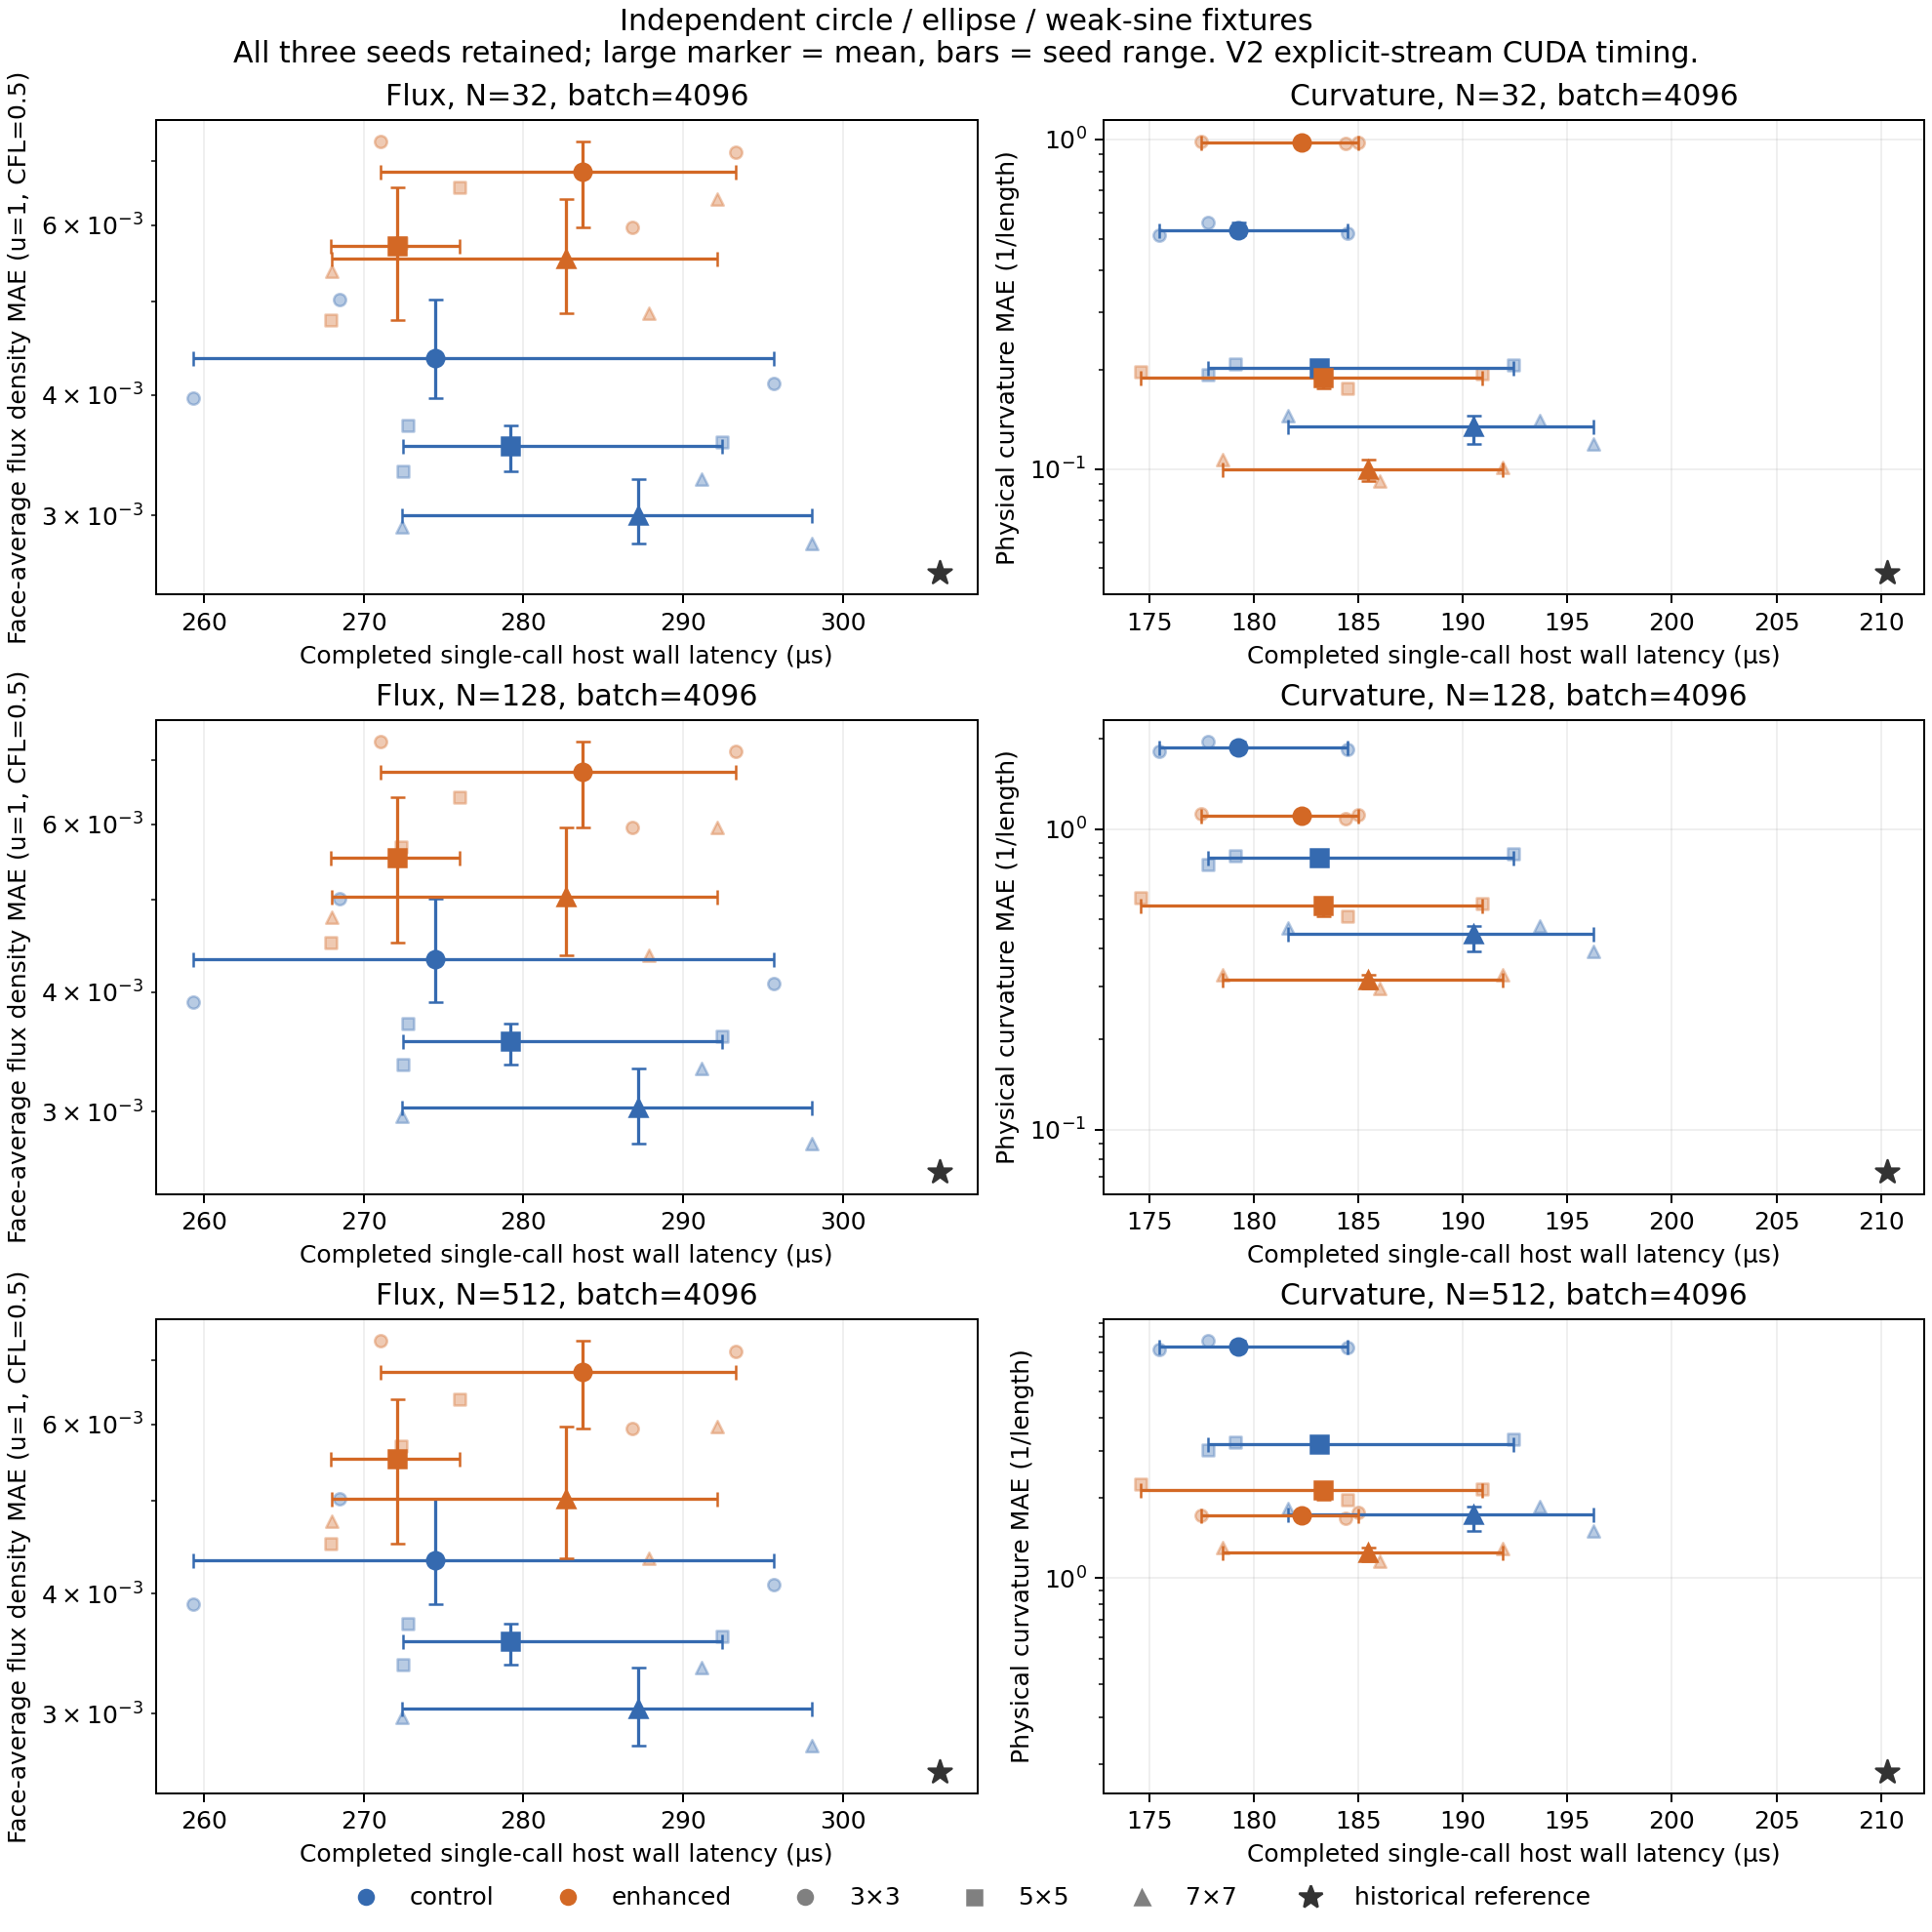 Independent circle / ellipse / weak-sine fixtures
All three seeds retained; large marker = mean, bars = seed range. V2 explicit-stream CUDA timing.
Flux, N=32, batch=4096
Face-average flux density MAE (u=1, CFL=0.5)
6 × 10⁻³
4 × 10⁻³
3 × 10⁻³
260 270 280 290 300
Completed single-call host wall latency (µs)
Curvature, N=32, batch=4096
Physical curvature MAE (1/length)
10⁰
10⁻¹
175 180 185 190 195 200 205 210
Completed single-call host wall latency (µs)
Flux, N=128, batch=4096
Face-average flux density MAE (u=1, CFL=0.5)
6 × 10⁻³
4 × 10⁻³
3 × 10⁻³
260 270 280 290 300
Completed single-call host wall latency (µs)
Curvature, N=128, batch=4096
Physical curvature MAE (1/length)
10⁰
10⁻¹
175 180 185 190 195 200 205 210
Completed single-call host wall latency (µs)
Flux, N=512, batch=4096
Face-average flux density MAE (u=1, CFL=0.5)
6 × 10⁻³
4 × 10⁻³
3 × 10⁻³
260 270 280 290 300
Completed single-call host wall latency (µs)
Curvature, N=512, batch=4096
Physical curvature MAE (1/length)
10⁰
175 180 185 190 195 200 205 210
Completed single-call host wall latency (µs)
control enhanced 3×3 5×5 7×7 historical reference